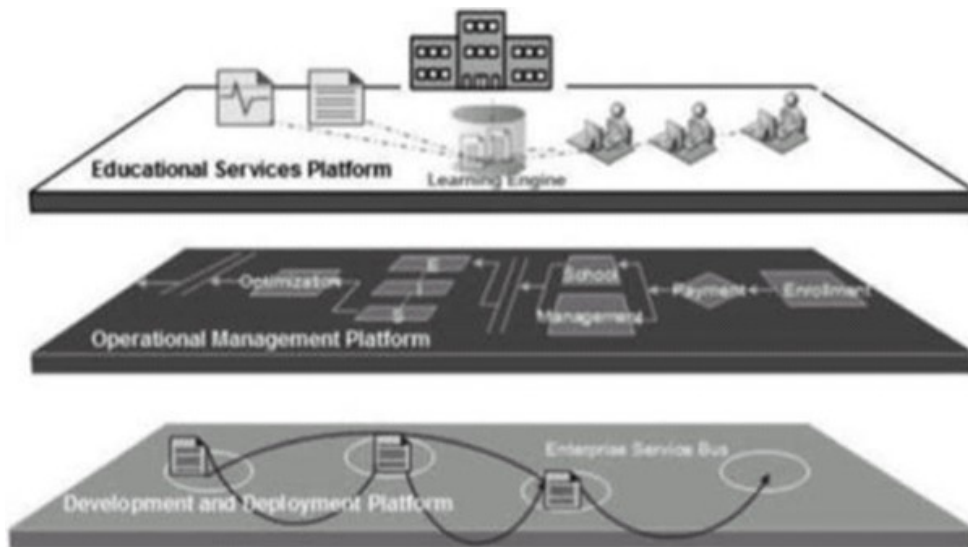 Educational Services Platform
Learning Engine
Optimization
E
I
S
School
Management
Payment
Enrollment
Operational Management Platform
Enterprise Service Bus
Development and Deployment Platform